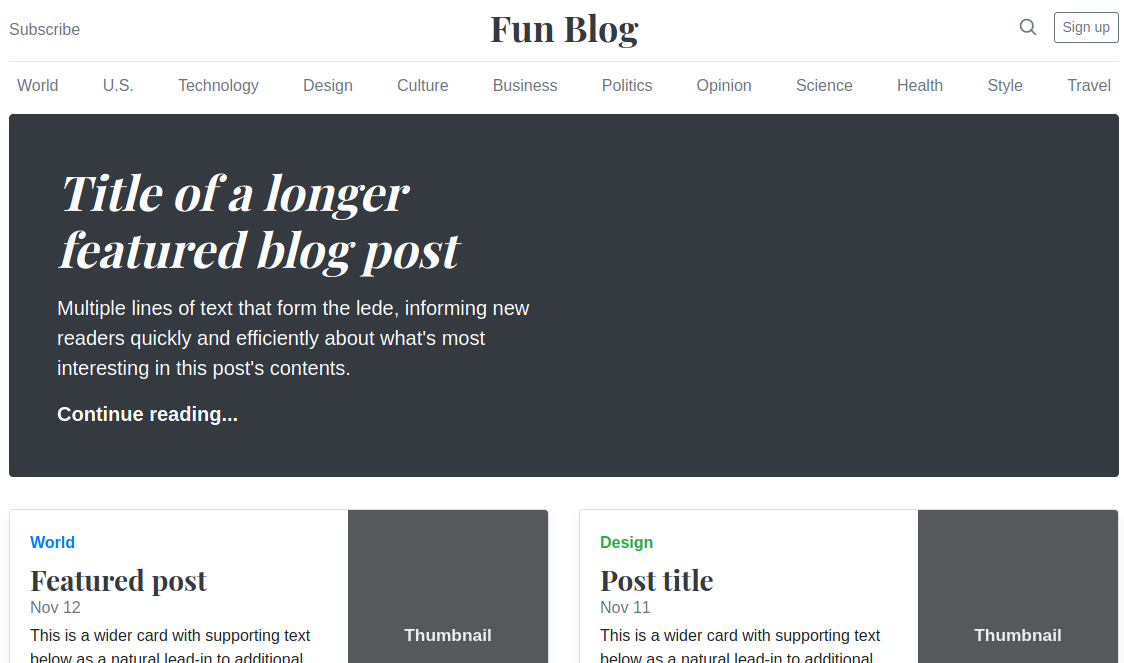 Subscribe
Fun Blog
Sign up
World U.S. Technology Design Culture Business Politics Opinion Science Health Style Travel
Title of a longer
featured blog post
Multiple lines of text that form the lede, informing new
readers quickly and efficiently about what's most
interesting in this post's contents.
Continue reading...
World
Featured post
Nov 12
This is a wider card with supporting text
below as a natural lead-in to additional
Thumbnail
Design
Post title
Nov 11
This is a wider card with supporting text
below as a natural lead-in to additional
Thumbnail